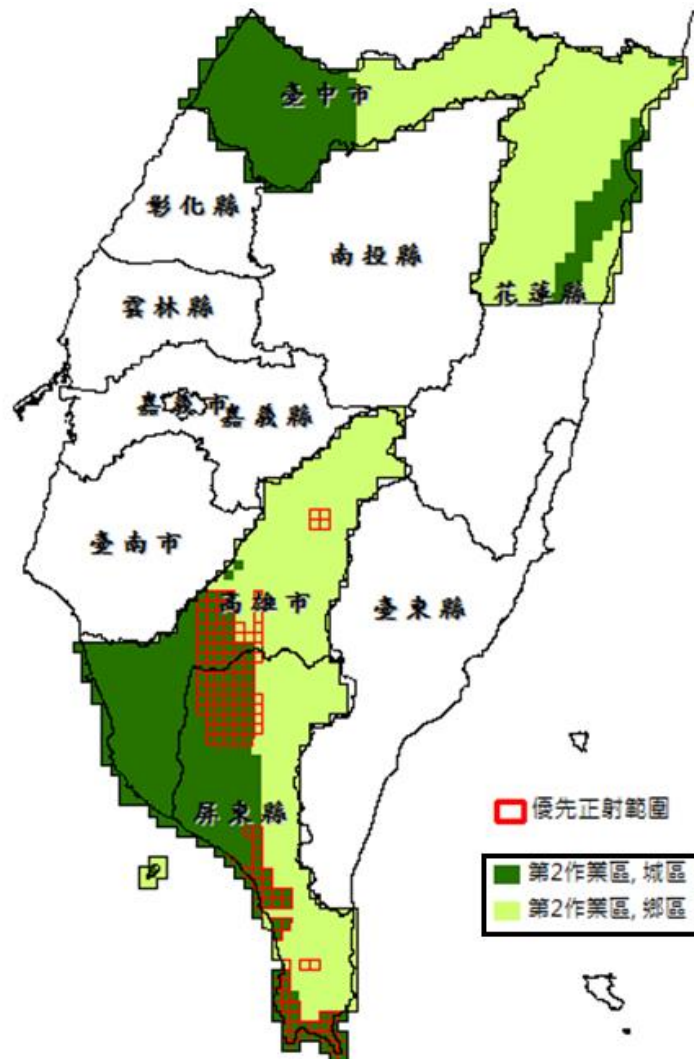 臺中市
彰化縣
南投縣
花蓮縣
雲林縣
嘉義市
嘉義縣
臺南市
高雄市
臺東縣
屏東縣
優先正射範圍
第2作業區, 城區
第2作業區, 鄉區